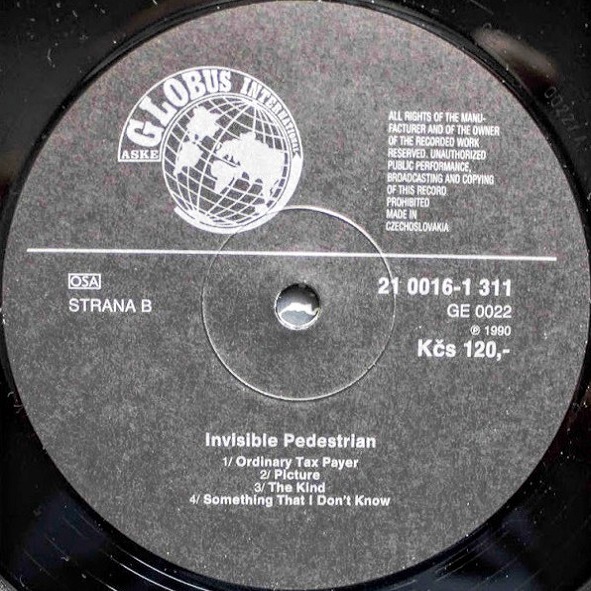 GLOBUS INTERNATIONAL
ASKE
ALL RIGHTS OF THE MANU-
FACTURER AND OF THE OWNER
OF THE RECORDED WORK
RESERVED. UNAUTHORIZED
PUBLIC PERFORMANCE,
BROADCASTING AND COPYING
OF THIS RECORD
PROHIBITED
MADE IN
CZECHOSLOVAKIA
OSA
STRANA B
21 0016-1 311
GE 0022
℗ 1990
Kčs 120,-
Invisible Pedestrian
1/ Ordinary Tax Payer
2/ Picture
3/ The Kind
4/ Something That I Don't Know